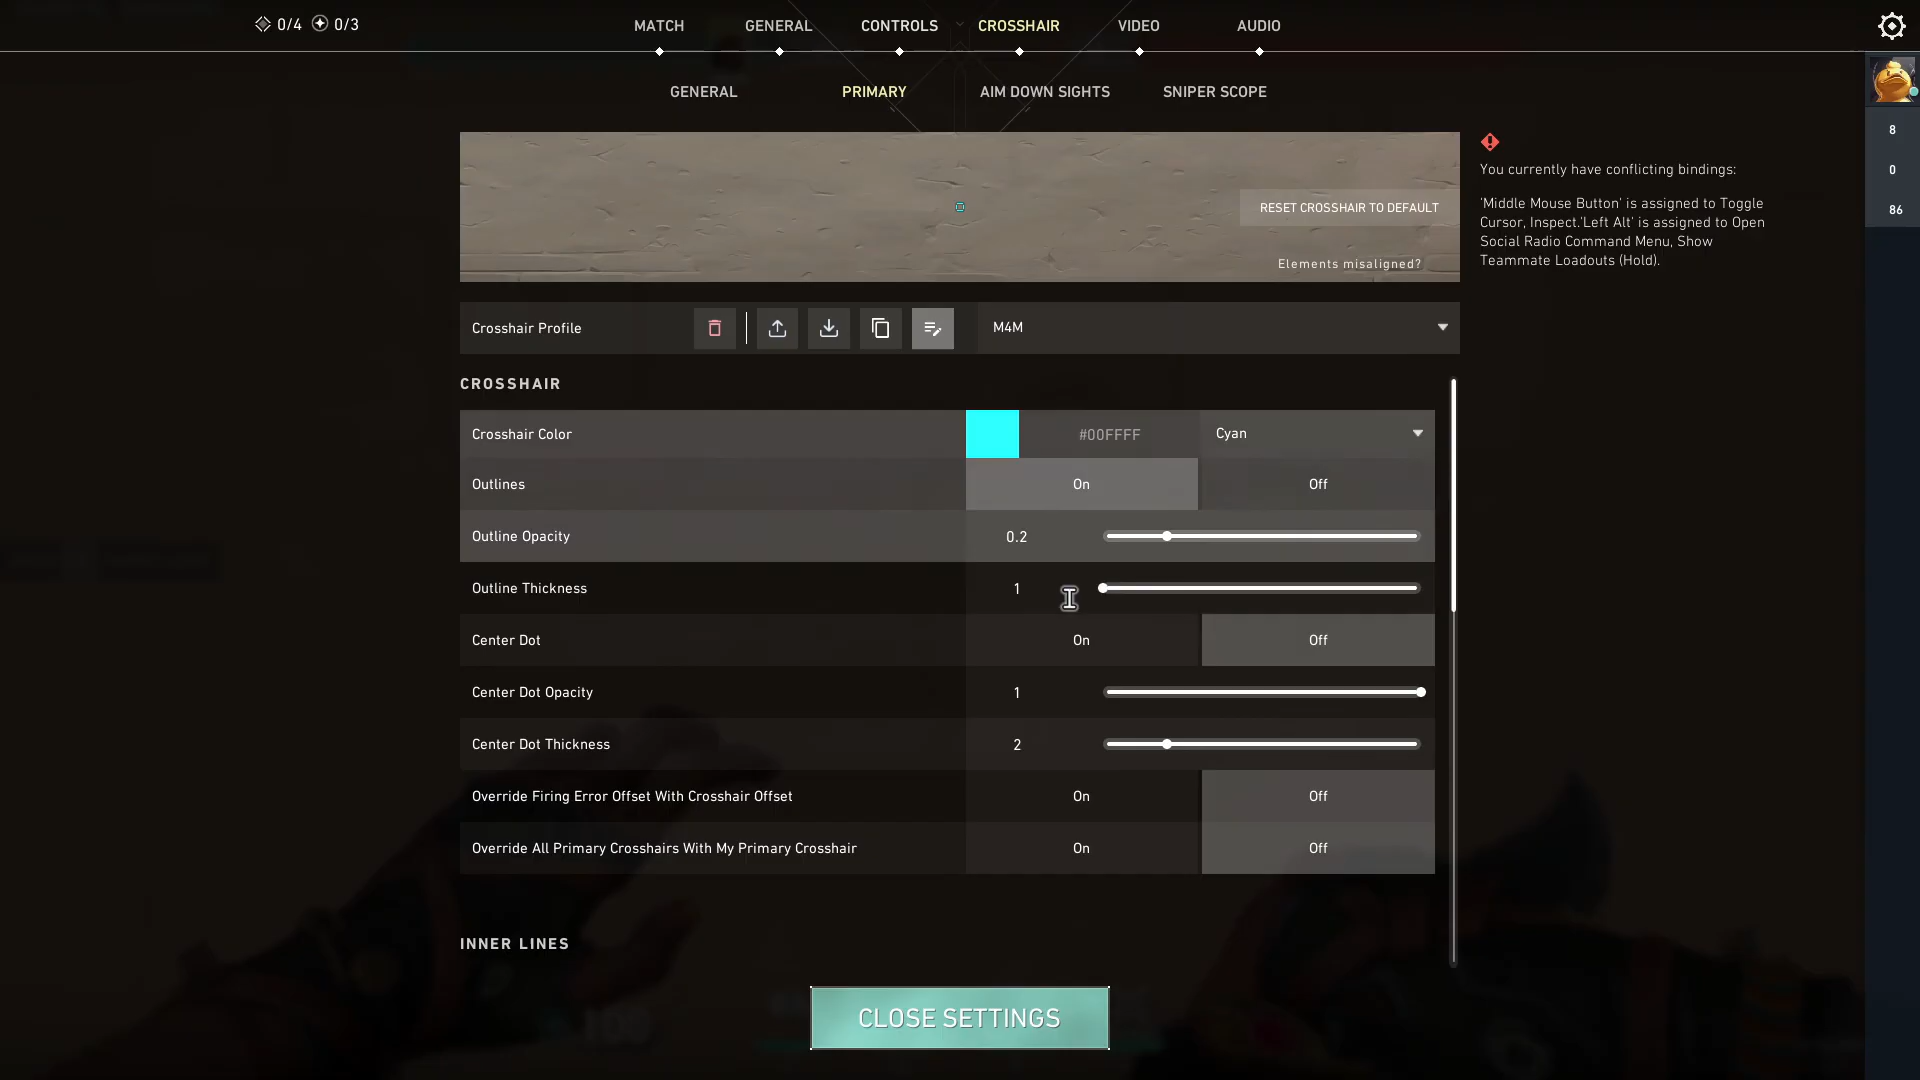 0/4 0/3
MATCH GENERAL CONTROLS CROSSHAIR VIDEO AUDIO
GENERAL PRIMARY AIM DOWN SIGHTS SNIPER SCOPE
RESET CROSSHAIR TO DEFAULT
Elements misaligned?
You currently have conflicting bindings:
'Middle Mouse Button' is assigned to Toggle
Cursor, Inspect.'Left Alt' is assigned to Open
Social Radio Command Menu, Show
Teammate Loadouts (Hold).
8
0
86
Crosshair Profile M4M
CROSSHAIR
Crosshair Color #00FFFF Cyan
Outlines On Off
Outline Opacity 0.2
Outline Thickness 1
Center Dot On Off
Center Dot Opacity 1
Center Dot Thickness 2
Override Firing Error Offset With Crosshair Offset On Off
Override All Primary Crosshairs With My Primary Crosshair On Off
INNER LINES
CLOSE SETTINGS
100